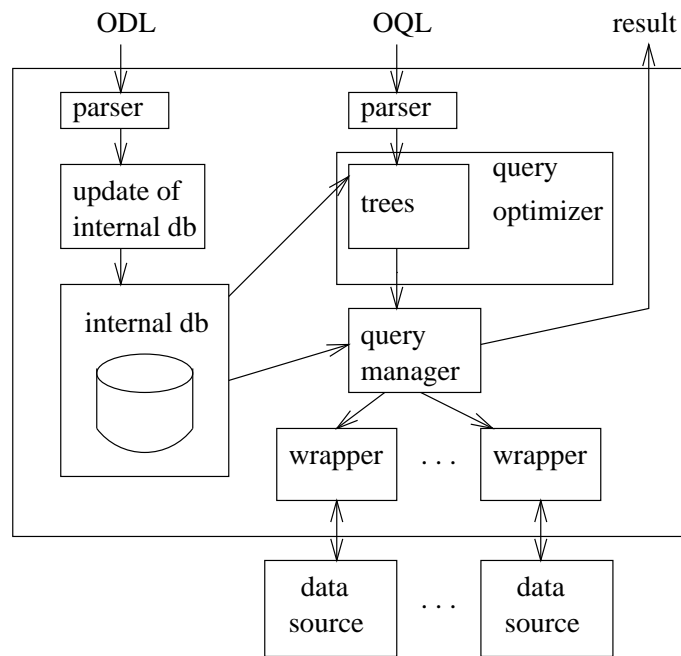 ODL
OQL
result
parser
parser
update of
internal db
trees
query
optimizer
internal db
query
manager
wrapper
. . .
wrapper
data
source
. . .
data
source